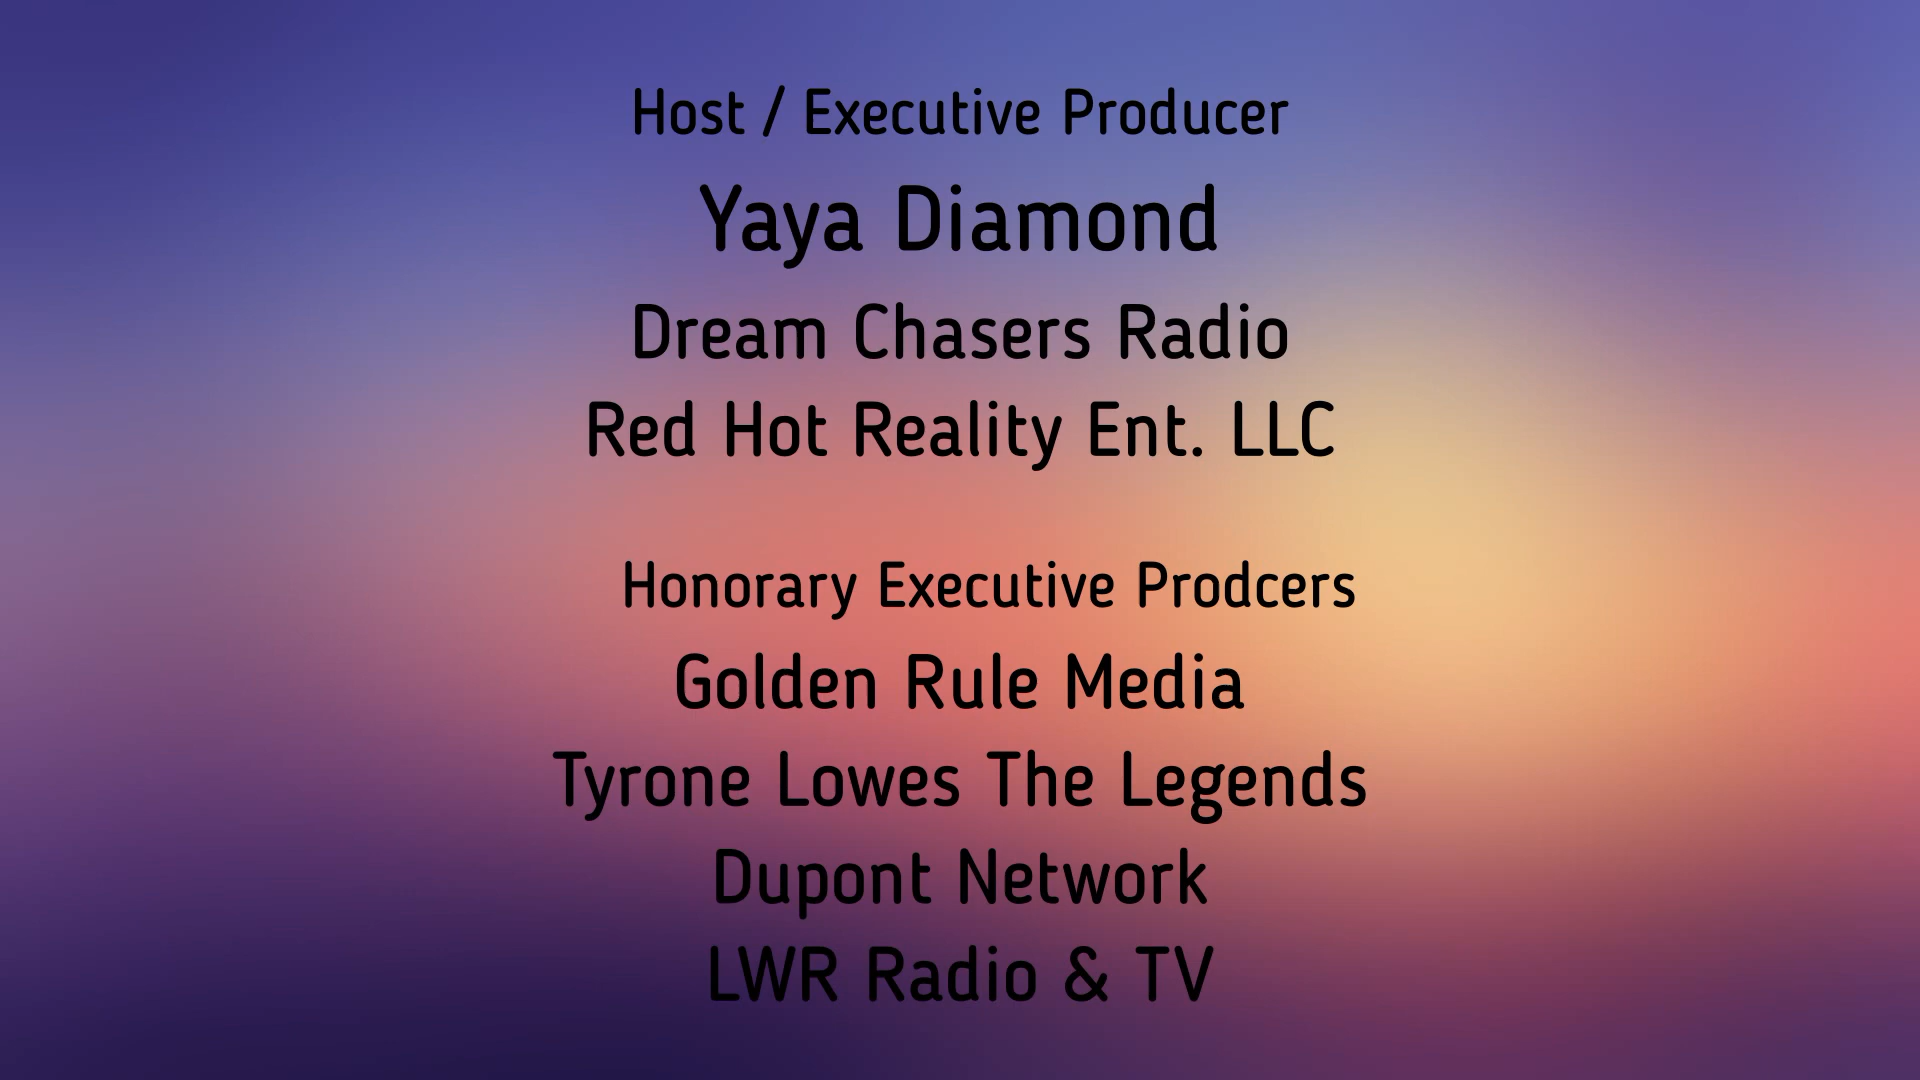 Host / Executive Producer
Yaya Diamond
Dream Chasers Radio
Red Hot Reality Ent. LLC
Honorary Executive Prodcers
Golden Rule Media
Tyrone Lowes The Legends
Dupont Network
LWR Radio & TV